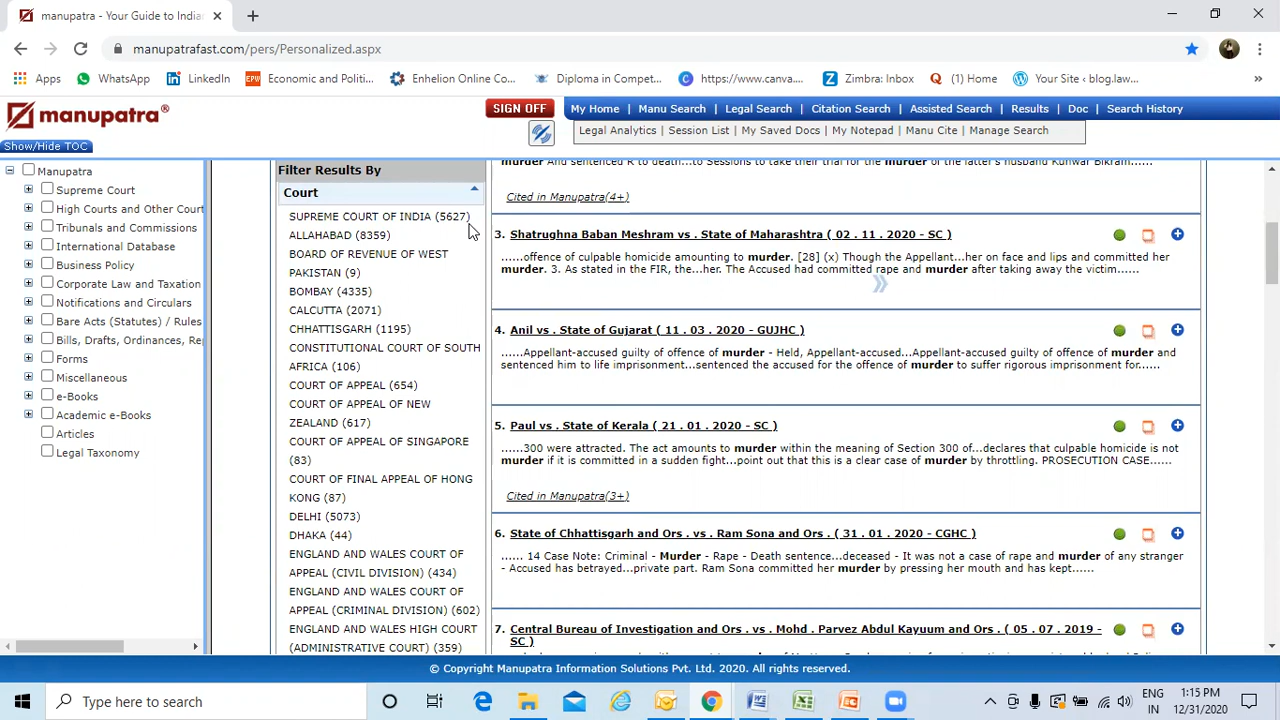 manupatra - Your Guide to India
manupatrafast.com/pers/Personalized.aspx
Apps
WhatsApp
LinkedIn
EPW
Economic and Politi...
Enhelion Online Co...
Diploma in Compet...
https://www.canva....
Zimbra: Inbox
(1) Home
Your Site ‹ blog.law...
»
manupatra®
SIGN OFF
My Home | Manu Search | Legal Search | Citation Search | Assisted Search | Results | Doc | Search History
Legal Analytics | Session List | My Saved Docs | My Notepad | Manu Cite | Manage Search
Show/Hide TOC
Manupatra
Supreme Court
High Courts and Other Court
Tribunals and Commissions
International Database
Business Policy
Corporate Law and Taxation
Notifications and Circulars
Bare Acts (Statutes) / Rules
Bills, Drafts, Ordinances, Re
Forms
Miscellaneous
e-Books
Academic e-Books
Articles
Legal Taxonomy
Filter Results By
Court
SUPREME COURT OF INDIA (5627)
ALLAHABAD (8359)
BOARD OF REVENUE OF WEST
PAKISTAN (9)
BOMBAY (4335)
CALCUTTA (2071)
CHHATTISGARH (1195)
CONSTITUTIONAL COURT OF SOUTH
AFRICA (106)
COURT OF APPEAL (654)
COURT OF APPEAL OF NEW
ZEALAND (617)
COURT OF APPEAL OF SINGAPORE
(83)
COURT OF FINAL APPEAL OF HONG
KONG (87)
DELHI (5073)
DHAKA (44)
ENGLAND AND WALES COURT OF
APPEAL (CIVIL DIVISION) (434)
ENGLAND AND WALES COURT OF
APPEAL (CRIMINAL DIVISION) (602)
ENGLAND AND WALES HIGH COURT
(ADMINISTRATIVE COURT) (359)
murder And sentenced R to death...to Sessions to take their trial for the murder of the latter's husband Kunwar Bikram......
Cited in Manupatra(4+)
3. Shatrughna Baban Meshram vs . State of Maharashtra ( 02 . 11 . 2020 - SC )
......offence of culpable homicide amounting to murder. [28] (x) Though the Appellant...her on face and lips and committed her
murder. 3. As stated in the FIR, the...her. The Accused had committed rape and murder after taking away the victim......
4. Anil vs . State of Gujarat ( 11 . 03 . 2020 - GUJHC )
......Appellant-accused guilty of offence of murder - Held, Appellant-accused...Appellant-accused guilty of offence of murder and
sentenced him to life imprisonment...sentenced the accused for the offence of murder to suffer rigorous imprisonment for......
5. Paul vs . State of Kerala ( 21 . 01 . 2020 - SC )
......300 were attracted. The act amounts to murder within the meaning of Section 300 of...declares that culpable homicide is not
murder if it is committed in a sudden fight...point out that this is a clear case of murder by throttling. PROSECUTION CASE......
Cited in Manupatra(3+)
6. State of Chhattisgarh and Ors . vs . Ram Sona and Ors . ( 31 . 01 . 2020 - CGHC )
...... 14 Case Note: Criminal - Murder - Rape - Death sentence...deceased - It was not a case of rape and murder of any stranger
- Accused has betrayed...private part. Ram Sona committed her murder by pressing her mouth and has kept......
7. Central Bureau of Investigation and Ors . vs . Mohd . Parvez Abdul Kayuum and Ors . ( 05 . 07 . 2019 -
SC )
© Copyright Manupatra Information Solutions Pvt. Ltd. 2020. All rights reserved.
Type here to search
ENG
IN
1:15 PM
12/31/2020